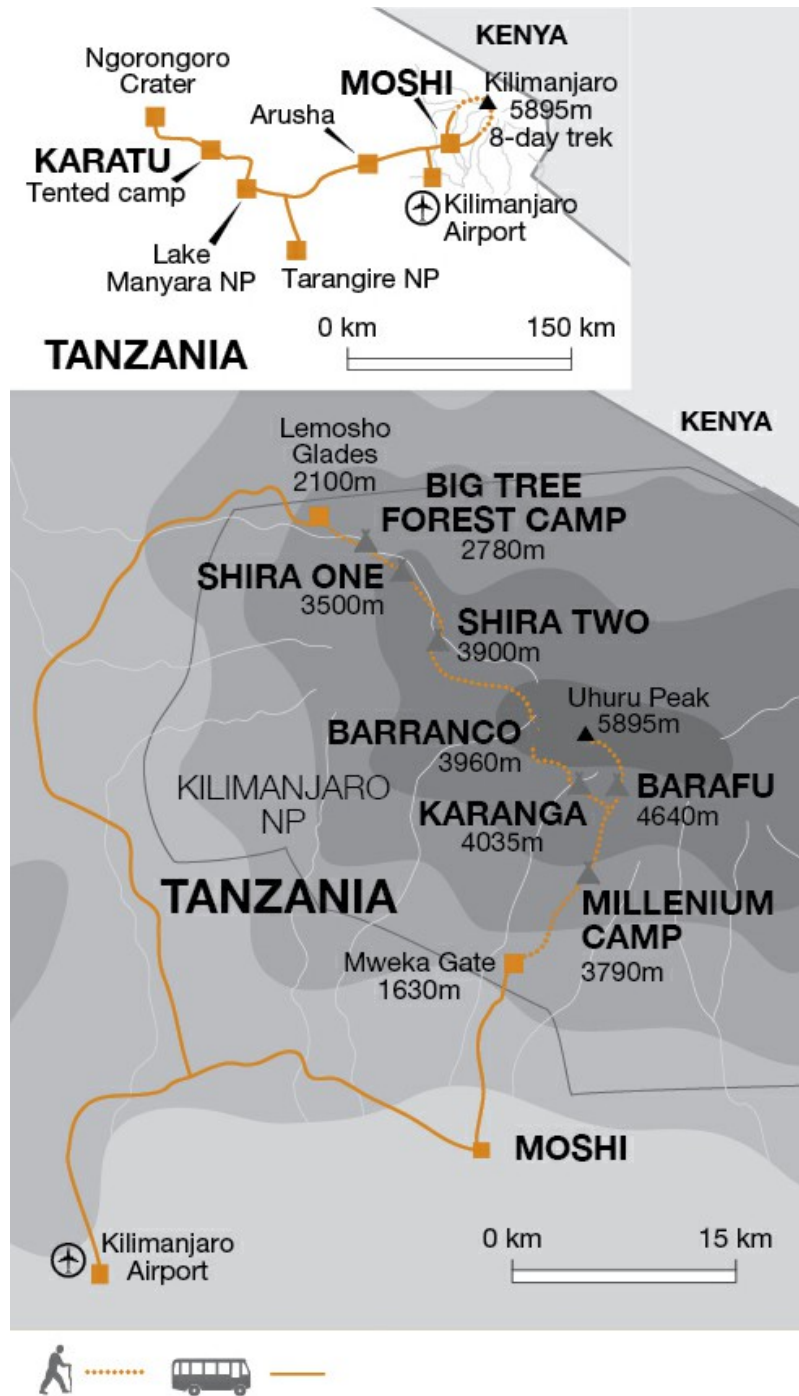 KENYA
Ngorongoro
Crater
MOSHI
Kilimanjaro
5895m
8-day trek
Arusha
KARATU
Tented camp
Kilimanjaro
Airport
Lake
Manyara NP
Tarangire NP
0 km
150 km
TANZANIA
KENYA
Lemosho
Glades
2100m
BIG TREE
FOREST CAMP
2780m
SHIRA ONE
3500m
SHIRA TWO
3900m
Uhuru Peak
5895m
BARRANCO
3960m
KILIMANJARO
NP
KARANGA
4035m
BARAFU
4640m
TANZANIA
MILLENIUM
CAMP
3790m
Mweka Gate
1630m
MOSHI
Kilimanjaro
Airport
0 km
15 km